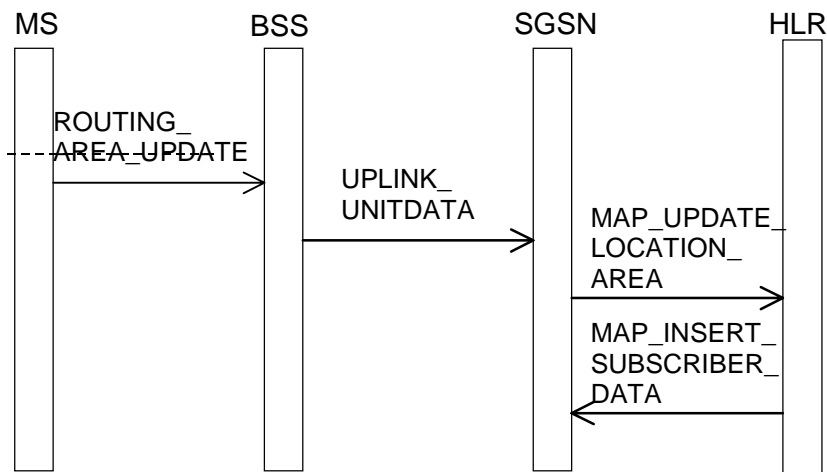 MS BSS SGSN HLR
ROUTING_
AREA_UPDATE
UPLINK_
UNITDATA
MAP_UPDATE_
LOCATION_
AREA
MAP_INSERT_
SUBSCRIBER_
DATA